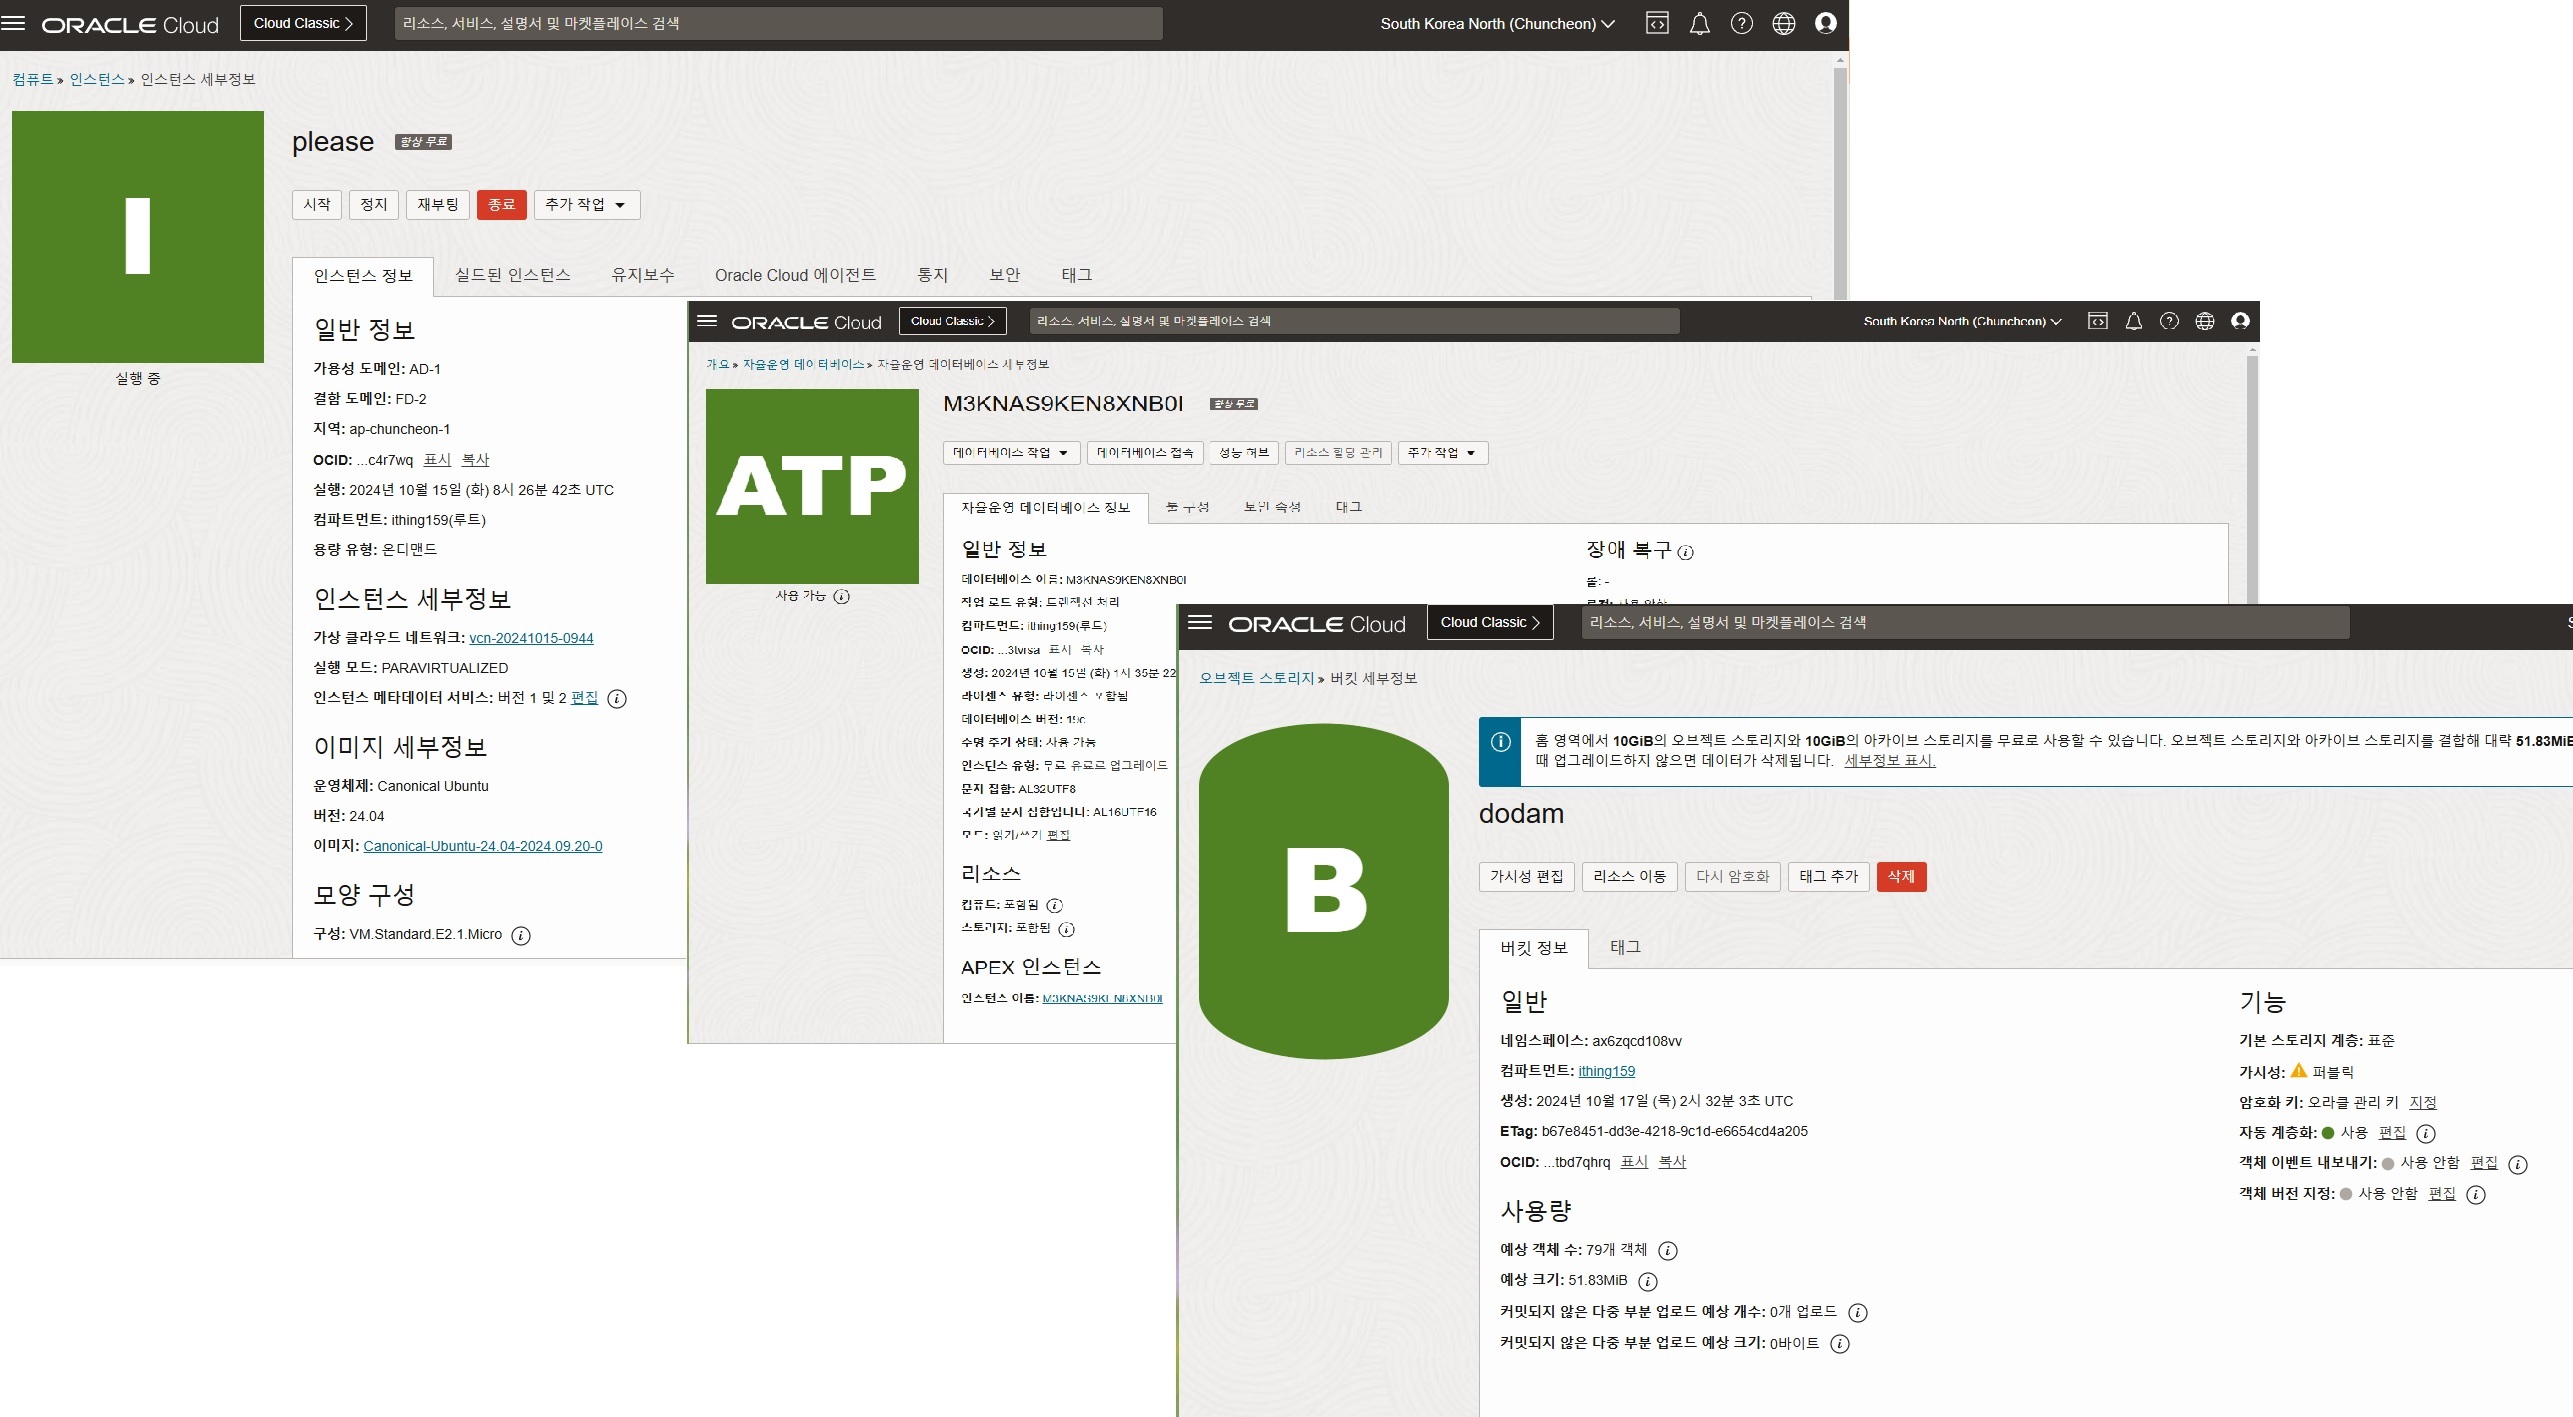 ORACLE Cloud
Cloud Classic
리소스, 서비스, 설명서 및 마켓플레이스 검색
South Korea North (Chuncheon)
컴퓨트 » 인스턴스 » 인스턴스 세부정보
I
실행 중
please 항상 무료
시작 정지 재부팅 종료 추가 작업
인스턴스 정보 실드된 인스턴스 유지보수 Oracle Cloud 에이전트 통지 보안 태그
일반 정보
가용성 도메인: AD-1
결함 도메인: FD-2
지역: ap-chuncheon-1
OCID: ...c4r7wq 표시 복사
실행: 2024년 10월 15일 (화) 8시 26분 42초 UTC
컴파트먼트: ithing159(루트)
용량 유형: 온디맨드
인스턴스 세부정보
가상 클라우드 네트워크: vcn-20241015-0944
실행 모드: PARAVIRTUALIZED
인스턴스 메타데이터 서비스: 버전 1 및 2 편집
이미지 세부정보
운영체제: Canonical Ubuntu
버전: 24.04
이미지: Canonical-Ubuntu-24.04-2024.09.20-0
모양 구성
구성: VM.Standard.E2.1.Micro
ORACLE Cloud
Cloud Classic
리소스, 서비스, 설명서 및 마켓플레이스 검색
South Korea North (Chuncheon)
개요 » 자율운영 데이터베이스 » 자율운영 데이터베이스 세부정보
ATP
사용 가능
M3KNAS9KEN8XNB0I 항상 무료
데이터베이스 작업 데이터베이스 접속 성능 허브 리소스 할당 관리 추가 작업
자율운영 데이터베이스 정보 툴 구성 보안 속성 태그
일반 정보
데이터베이스 이름: M3KNAS9KEN8XNB0I
작업 로드 유형: 트랜잭션 처리
컴파트먼트: ithing159(루트)
OCID: ...3tvrsa 표시 복사
생성: 2024년 10월 15일 (화) 1시 35분 22
라이센스 유형: 라이센스 포함됨
데이터베이스 버전: 19c
수명 주기 상태: 사용 가능
인스턴스 유형: 무료 유료로 업그레이드
문자 집합: AL32UTF8
국가별 문자 집합입니다: AL16UTF16
모드: 읽기/쓰기 편집
리소스
컴퓨트: 포함됨
스토리지: 포함됨
APEX 인스턴스
인스턴스 이름: M3KNAS9KEN8XNB0I
장애 복구
롤: -
ORACLE Cloud
Cloud Classic
리소스, 서비스, 설명서 및 마켓플레이스 검색
오브젝트 스토리지 » 버킷 세부정보
B
홈 영역에서 10GiB의 오브젝트 스토리지와 10GiB의 아카이브 스토리지를 무료로 사용할 수 있습니다. 오브젝트 스토리지와 아카이브 스토리지를 결합해 대략 51.83MiB
때 업그레이드하지 않으면 데이터가 삭제됩니다. 세부정보 표시.
dodam
가시성 편집 리소스 이동 다시 암호화 태그 추가 삭제
버킷 정보 태그
일반
네임스페이스: ax6zqcd108vv
컴파트먼트: ithing159
생성: 2024년 10월 17일 (목) 2시 32분 3초 UTC
ETag: b67e8451-dd3e-4218-9c1d-e6654cd4a205
OCID: ...tbd7qhrq 표시 복사
사용량
예상 객체 수: 79개 객체
예상 크기: 51.83MiB
커밋되지 않은 다중 부분 업로드 예상 개수: 0개 업로드
커밋되지 않은 다중 부분 업로드 예상 크기: 0바이트
기능
기본 스토리지 계층: 표준
가시성: 퍼블릭
암호화 키: 오라클 관리 키 지정
자동 계층화: 사용 편집
객체 이벤트 내보내기: 사용 안함 편집
객체 버전 지정: 사용 안함 편집